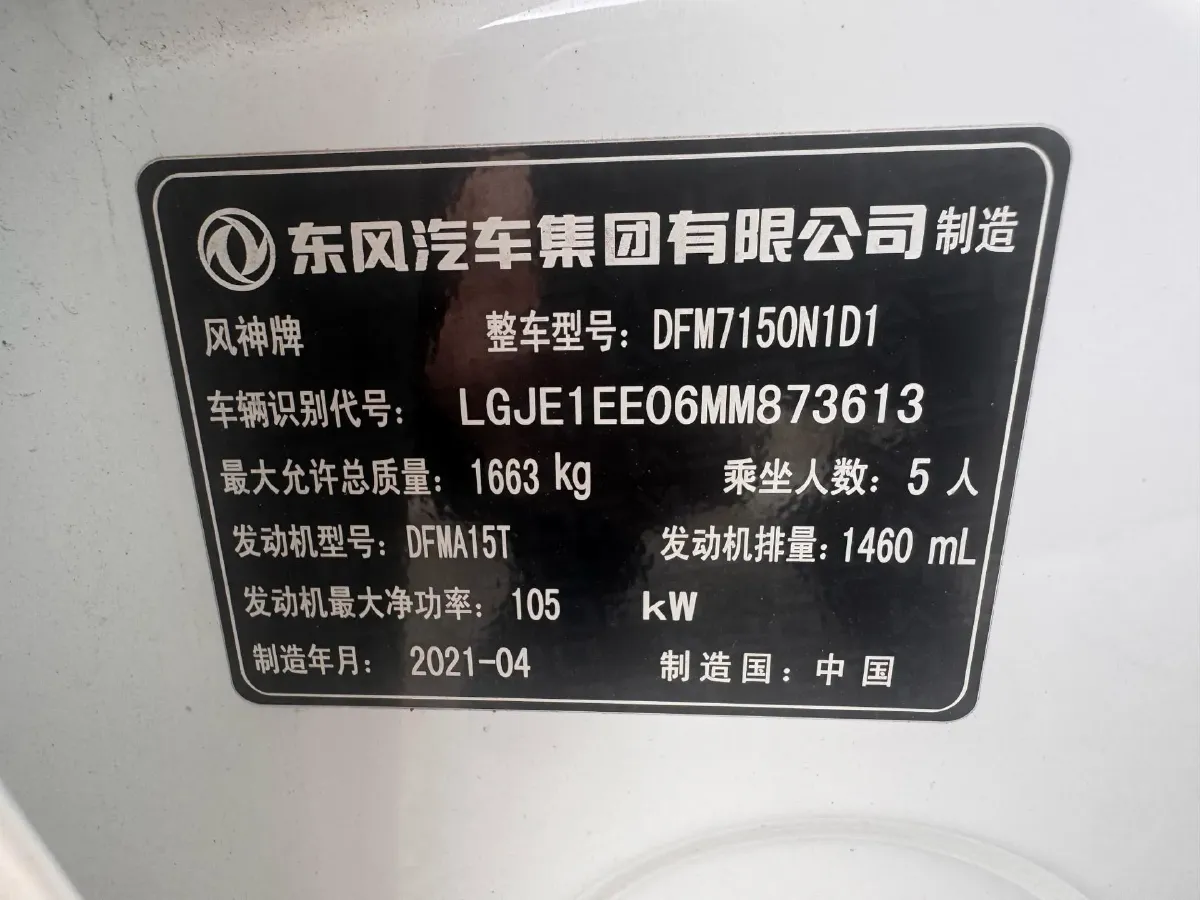 东风汽车集团有限公司制造
风神牌 整车型号：DFM7150N1D1
车辆识别代号：LGJE1EE06MM873613
最大允许总质量：1663 kg 乘坐人数：5 人
发动机型号：DFMA15T 发动机排量：1460 mL
发动机最大净功率：105 kW
制造年月：2021-04 制造国：中国